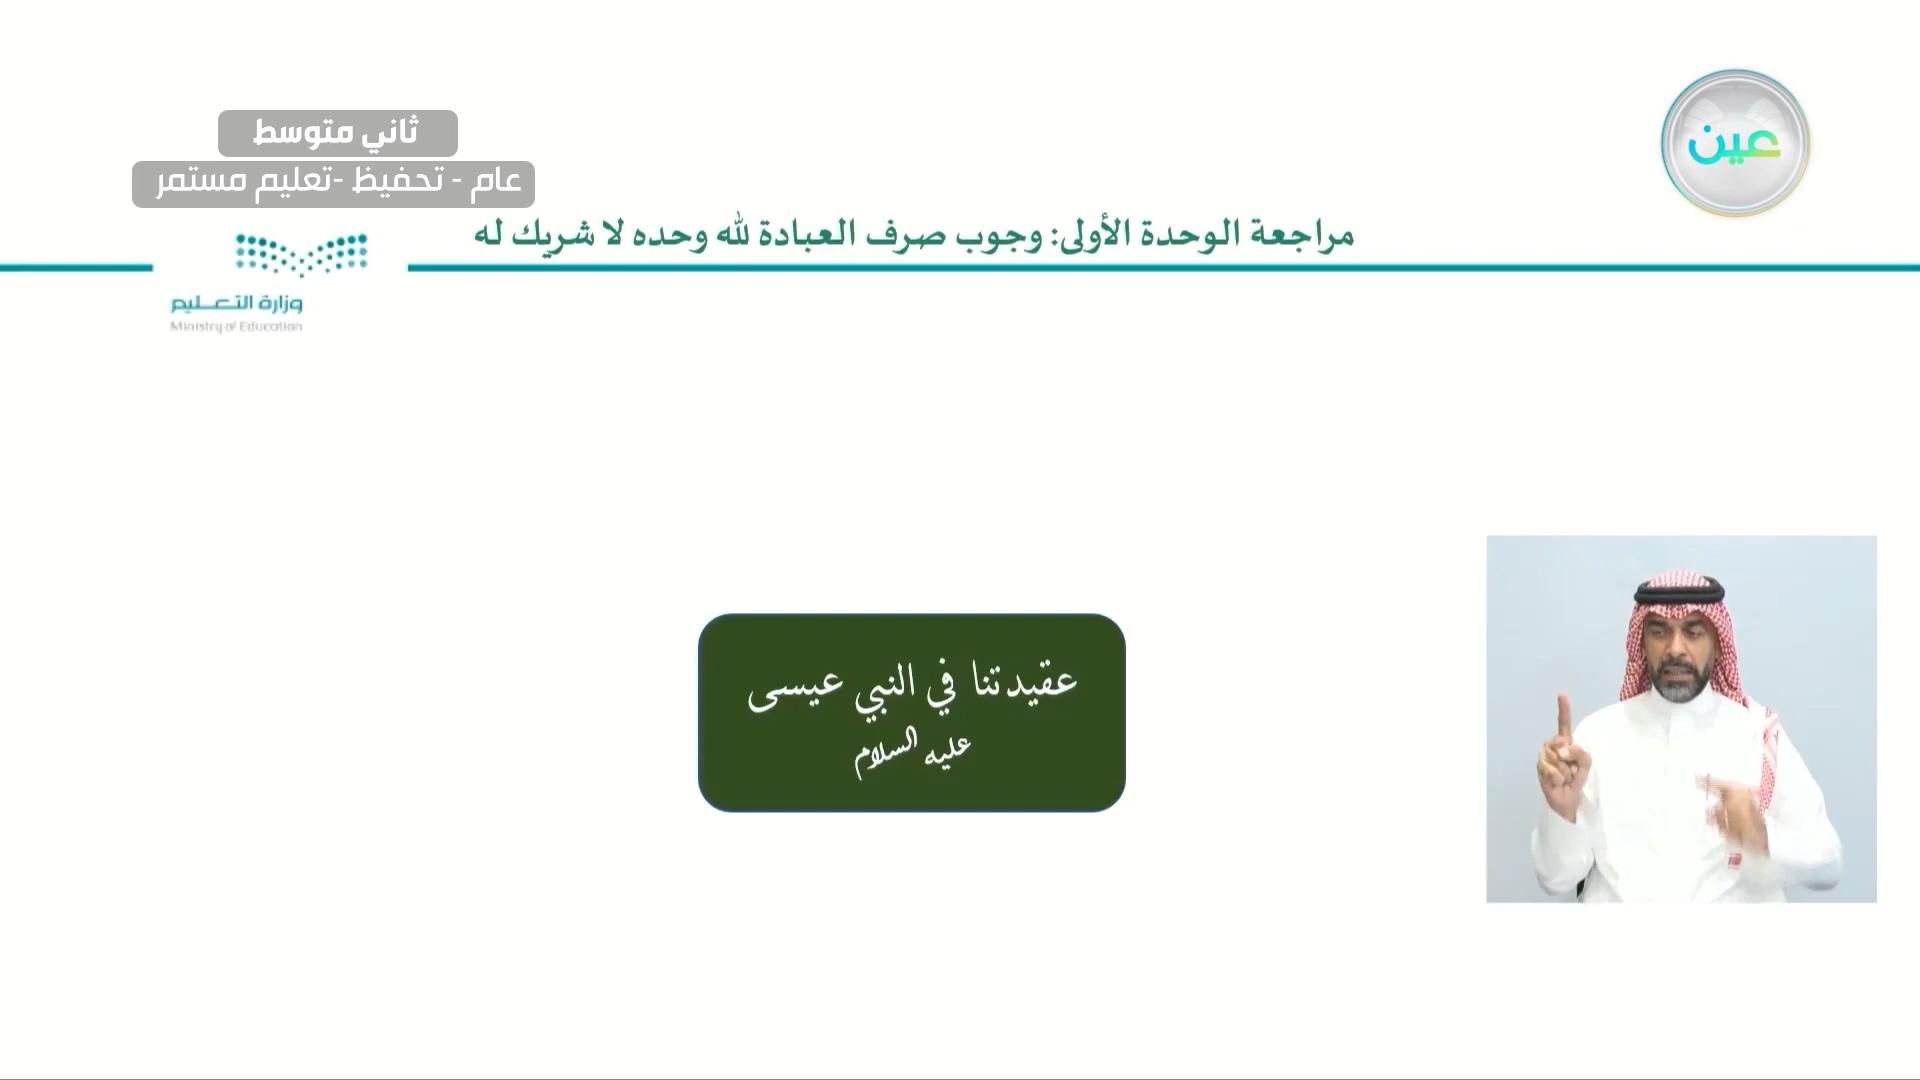 عين
ثاني متوسط
عام - تحفيظ -تعليم مستمر
مراجعة الوحدة الأولى: وجوب صرف العبادة لله وحده لا شريك له
وزارة التعليم
Ministry of Education
عقيدتنا في النبي عيسى
عليه السلام